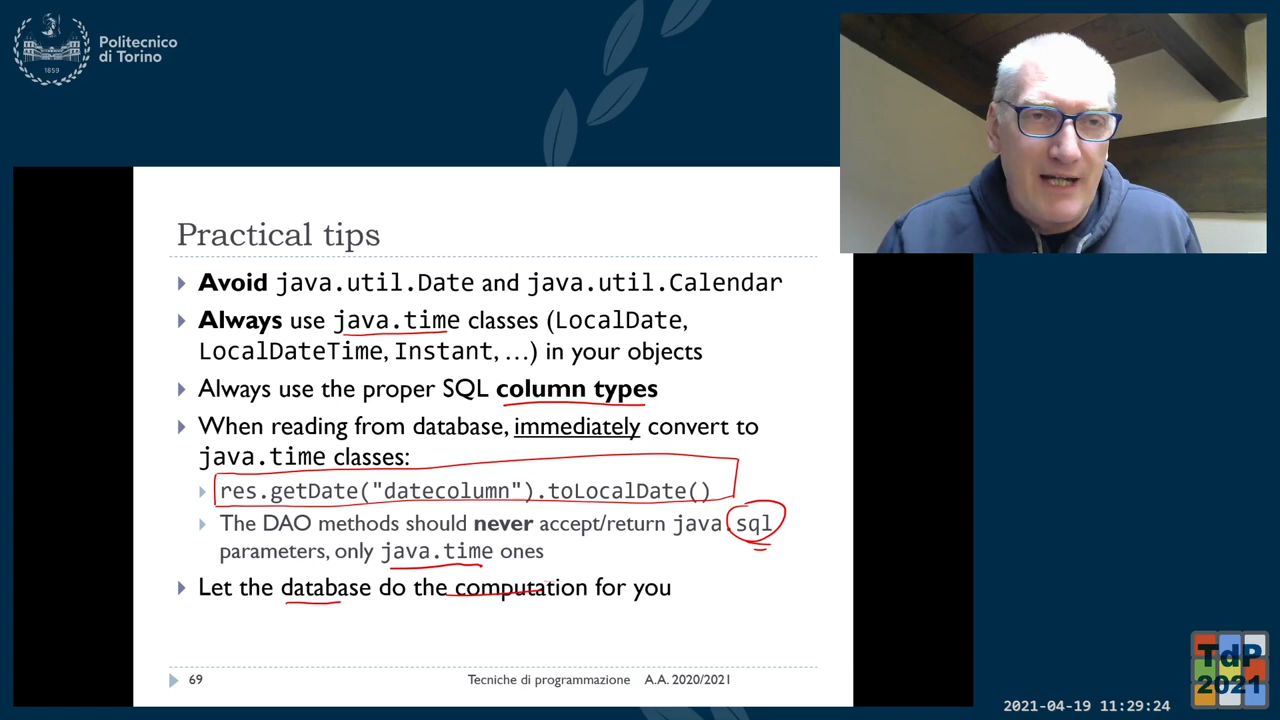 Politecnico
di Torino
1859
Practical tips
Avoid java.util.Date and java.util.Calendar
Always use java.time classes (LocalDate,
LocalDateTime, Instant, …) in your objects
Always use the proper SQL column types
When reading from database, immediately convert to
java.time classes:
res.getDate("datecolumn").toLocalDate()
The DAO methods should never accept/return java.sql
parameters, only java.time ones
Let the database do the computation for you
69
Tecniche di programmazione A.A. 2020/2021
TdP
2021
2021-04-19 11:29:24